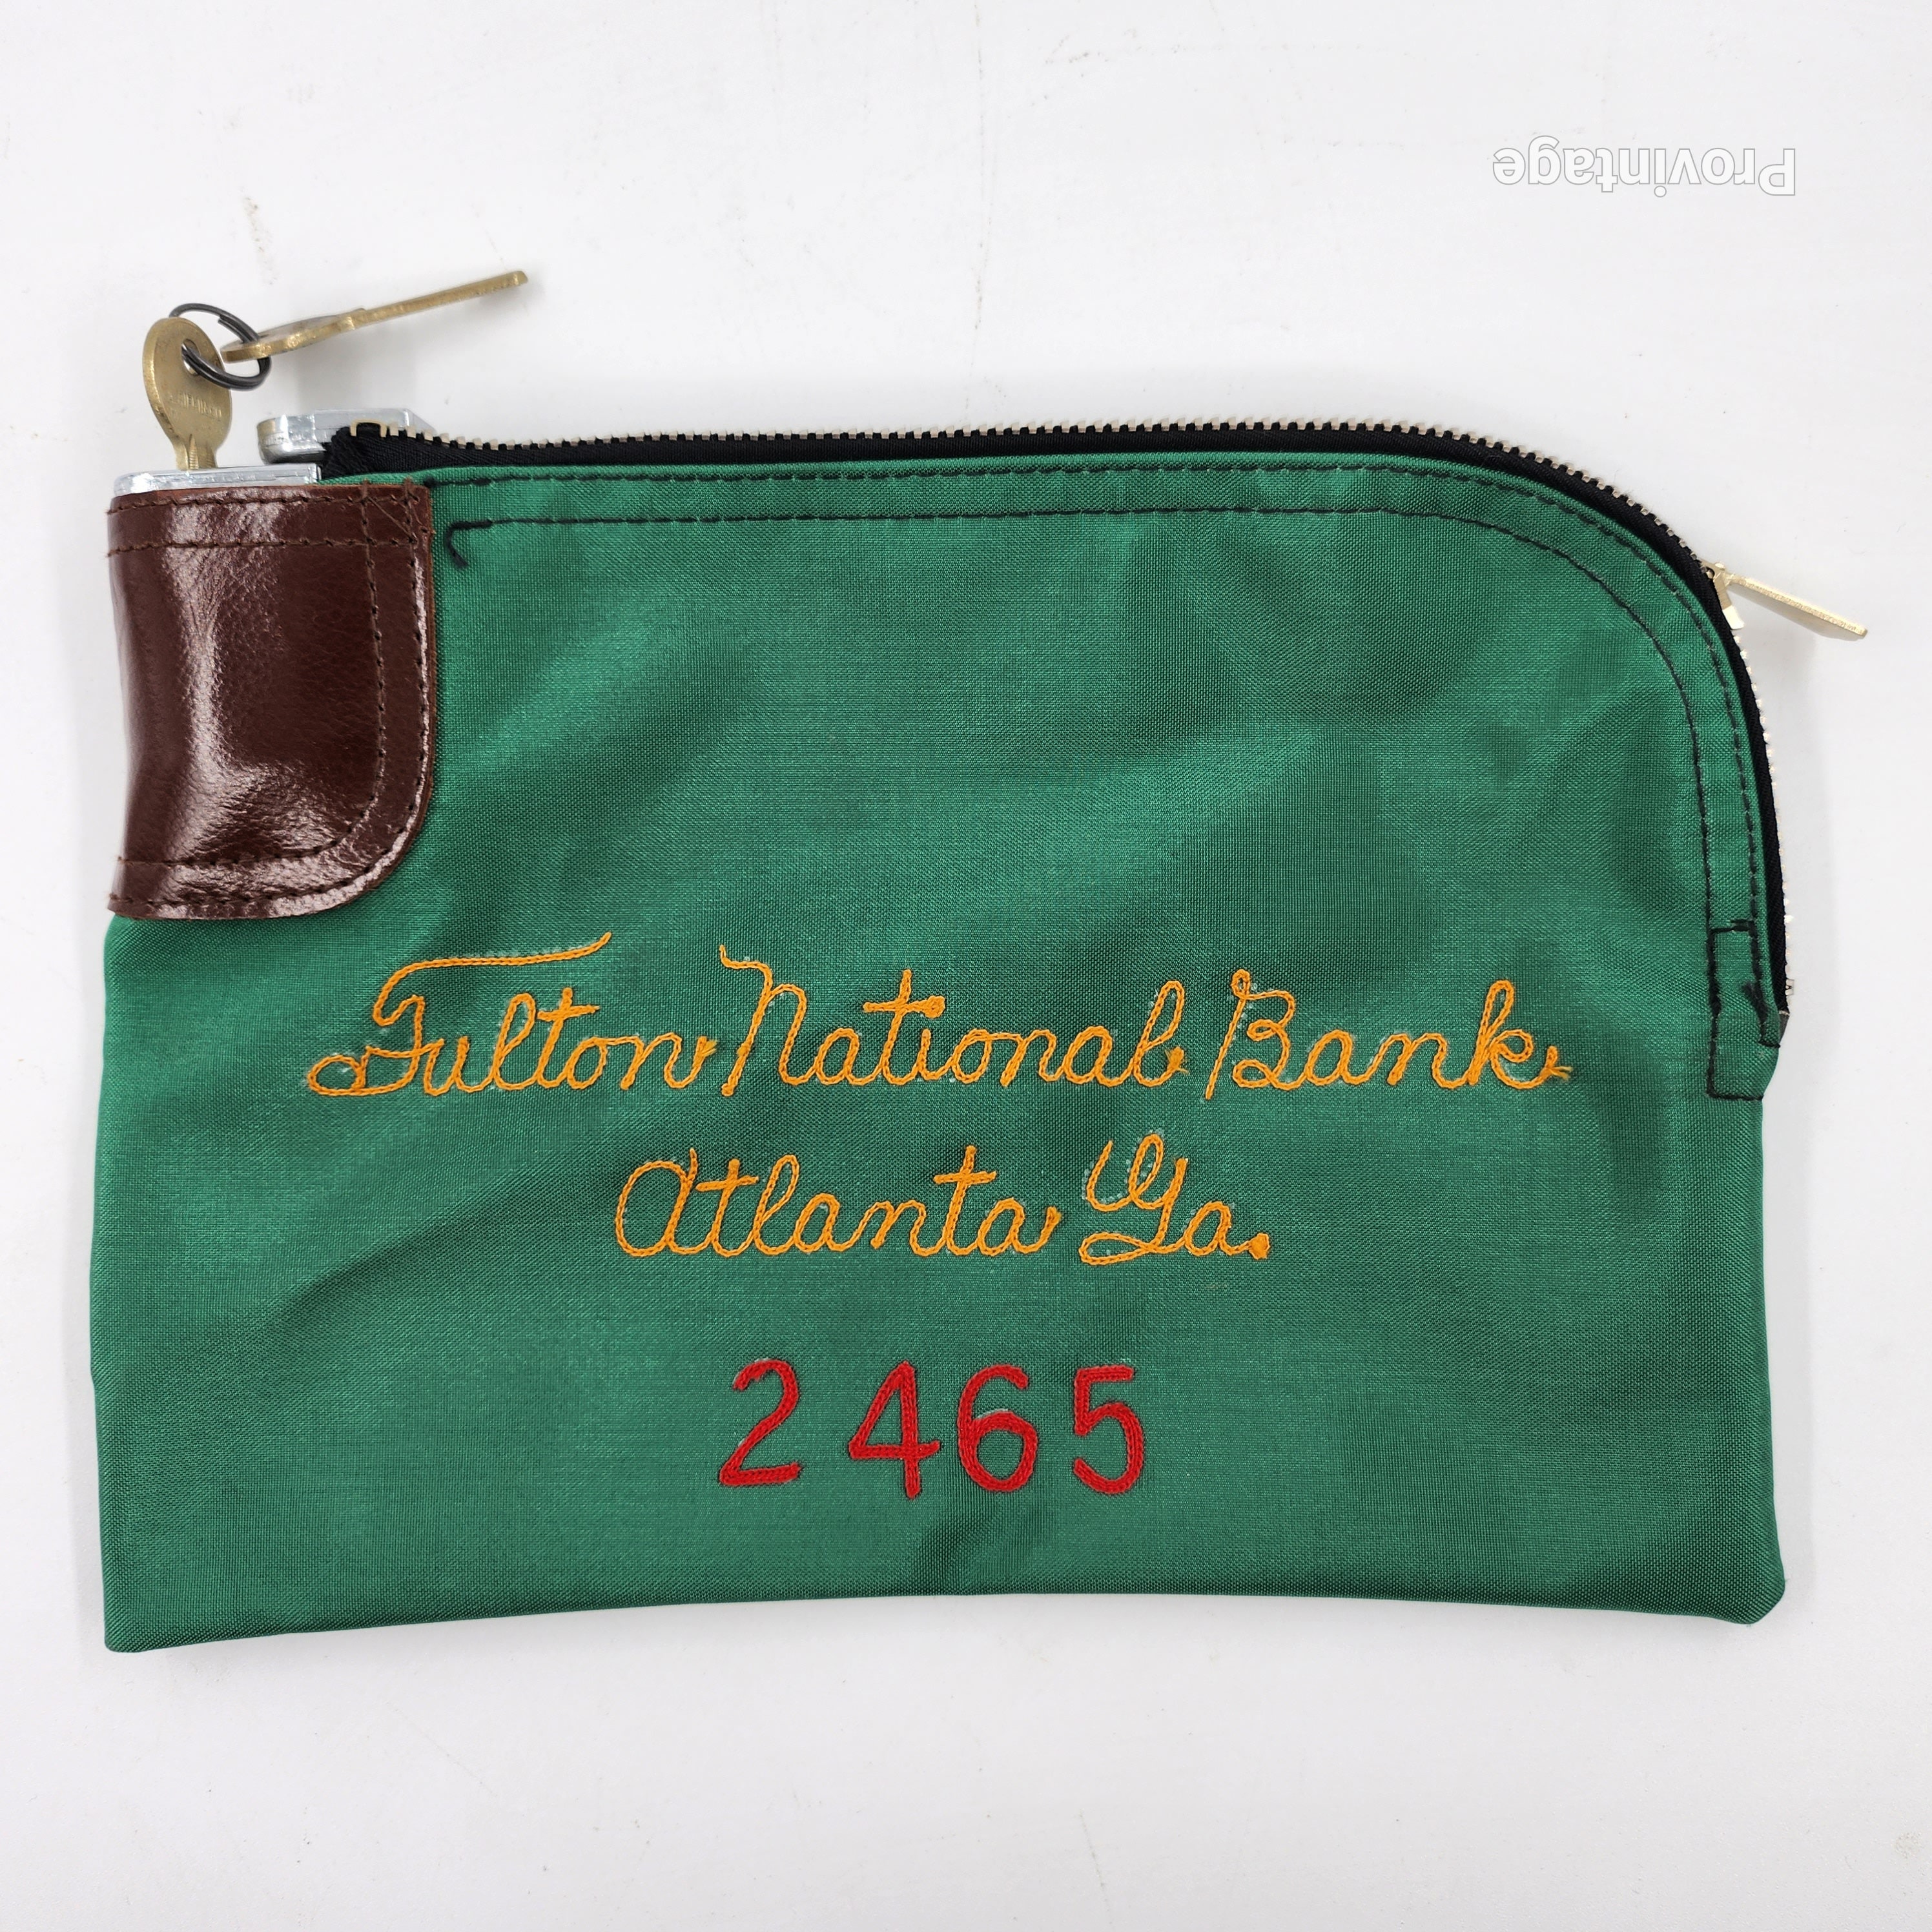 Provintage
Fulton National Bank
Atlanta Ga.
2465